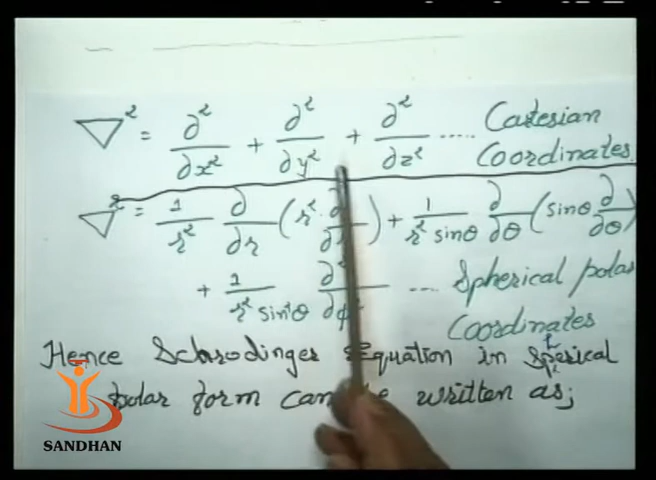 ∇² = ∂²/∂x² + ∂²/∂y² + ∂²/∂z² ..... Cartesian
Coordinates
∇² = 1/r² ∂/∂r (r² ∂/∂r) + 1/r² sinθ ∂/∂θ (sinθ ∂/∂θ)
+ 1/r² sin²θ ∂²/∂φ² .... Spherical polar
Coordinates
Hence Schrodinger Equation in Spherical
polar form can be written as;
SANDHAN